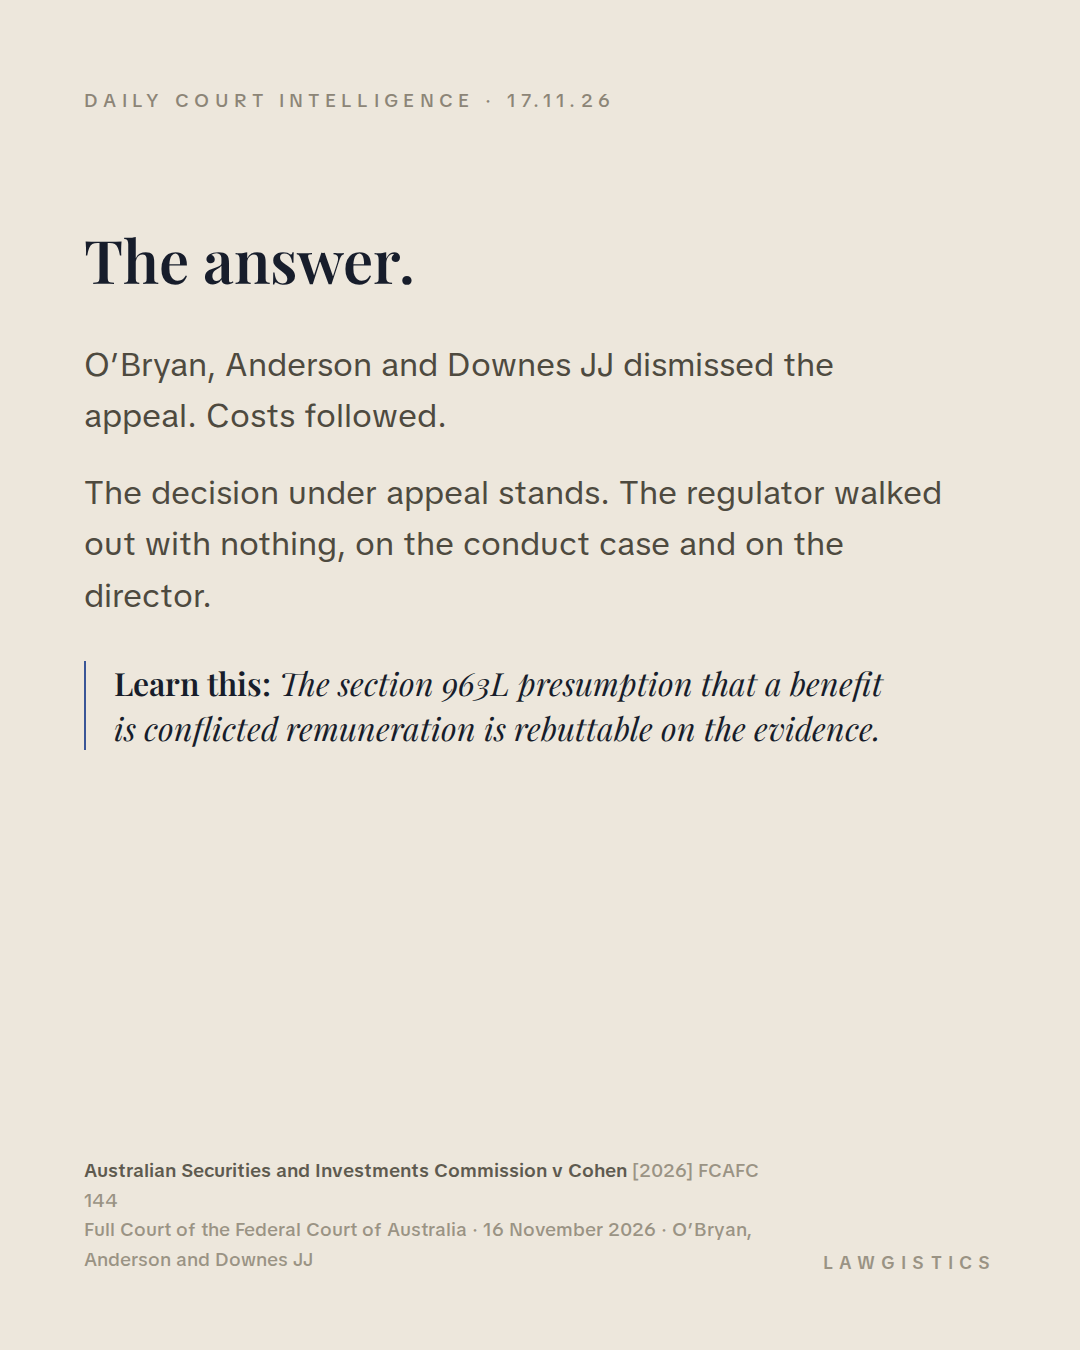 DAILY COURT INTELLIGENCE · 17.11.26
The answer.
O’Bryan, Anderson and Downes JJ dismissed the
appeal. Costs followed.
The decision under appeal stands. The regulator walked
out with nothing, on the conduct case and on the
director.
Learn this: The section 963L presumption that a benefit
is conflicted remuneration is rebuttable on the evidence.
Australian Securities and Investments Commission v Cohen [2026] FCAFC
144
Full Court of the Federal Court of Australia · 16 November 2026 · O’Bryan,
Anderson and Downes JJ
LAWGISTICS